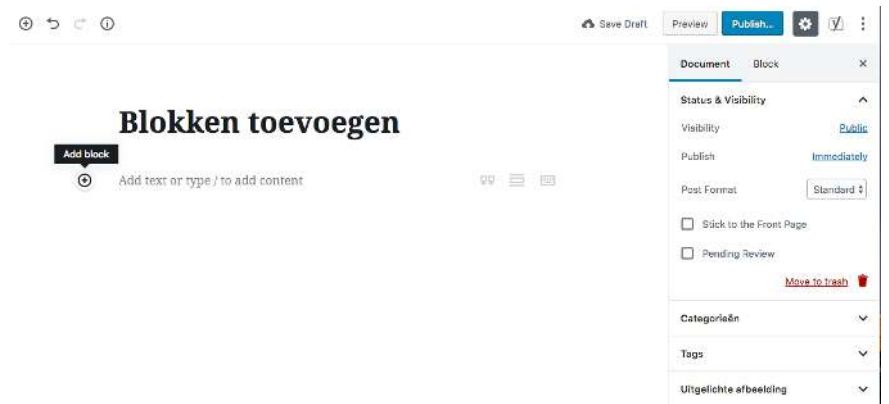 Save Draft Preview Publish...
Document Block
Status & Visibility
Visibility Public
Publish Immediately
Post Format Standard
Stick to the Front Page
Pending Review
Move to trash
Categorieën
Tags
Uitgelichte afbeelding
Blokken toevoegen
Add block
Add text or type / to add content